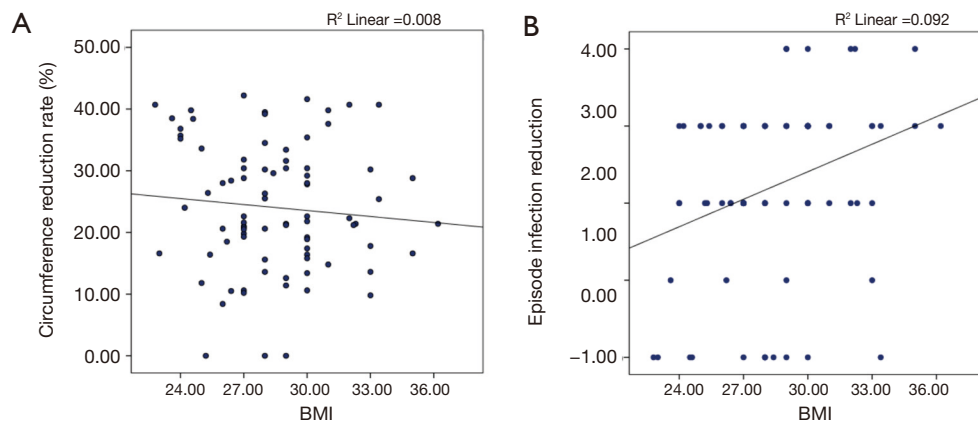 A
R² Linear =0.008
50.00
40.00
30.00
20.00
10.00
0.00
Circumference reduction rate (%)
24.00 27.00 30.00 33.00 36.00
BMI
B
R² Linear =0.092
4.00
3.00
2.00
1.00
0.00
−1.00
Episode infection reduction
24.00 27.00 30.00 33.00 36.00
BMI